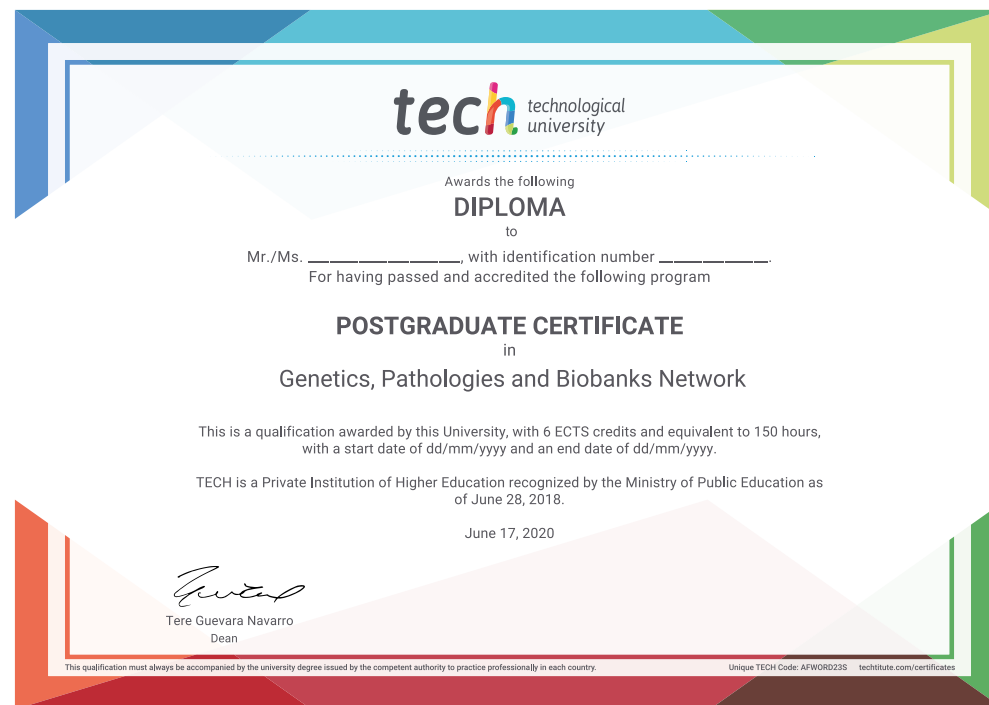 tech technological
university
Awards the following
DIPLOMA
to
Mr./Ms. ____________________, with identification number ______________.
For having passed and accredited the following program
POSTGRADUATE CERTIFICATE
in
Genetics, Pathologies and Biobanks Network
This is a qualification awarded by this University, with 6 ECTS credits and equivalent to 150 hours,
with a start date of dd/mm/yyyy and an end date of dd/mm/yyyy.
TECH is a Private Institution of Higher Education recognized by the Ministry of Public Education as
of June 28, 2018.
June 17, 2020
Tere Guevara Navarro
Dean
This qualification must always be accompanied by the university degree issued by the competent authority to practice professionally in each country.
Unique TECH Code: AFWORD23S techtitute.com/certificates